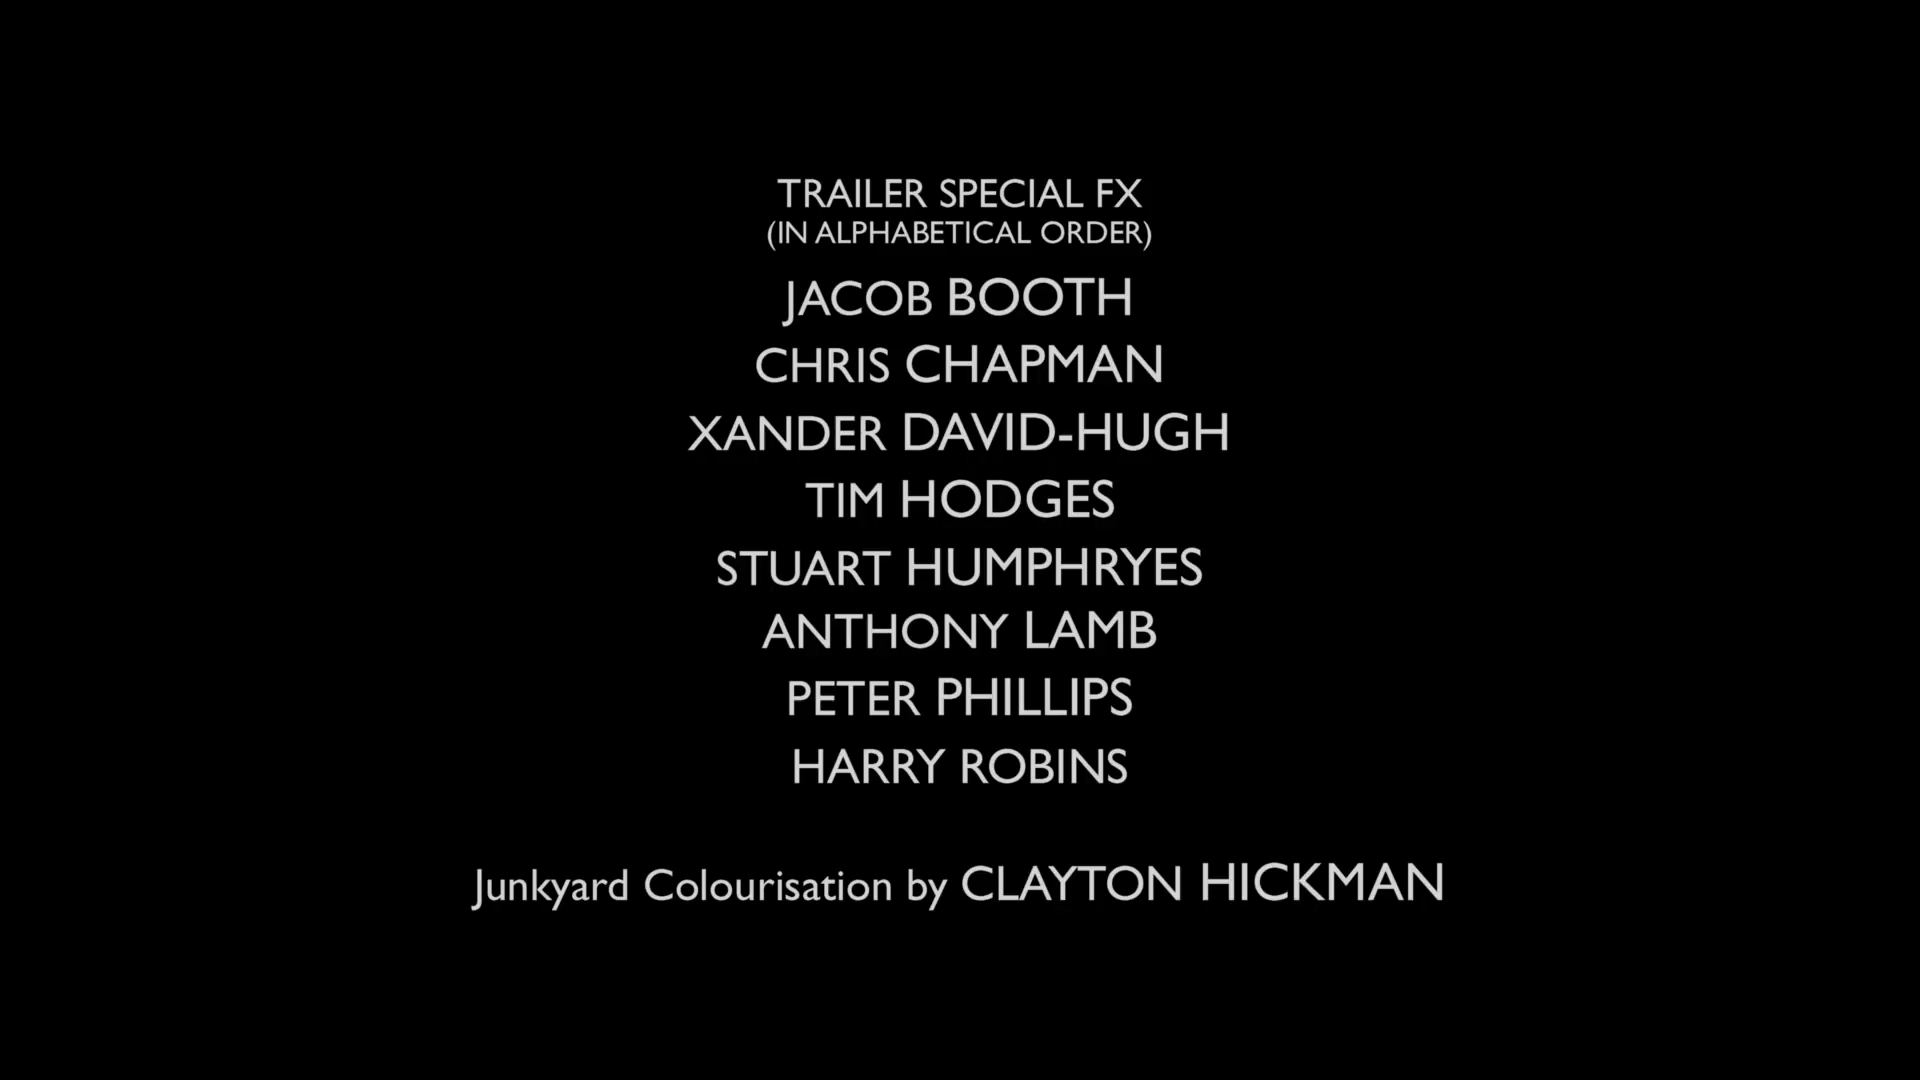 TRAILER SPECIAL FX
(IN ALPHABETICAL ORDER)
JACOB BOOTH
CHRIS CHAPMAN
XANDER DAVID-HUGH
TIM HODGES
STUART HUMPHRYES
ANTHONY LAMB
PETER PHILLIPS
HARRY ROBINS
Junkyard Colourisation by CLAYTON HICKMAN